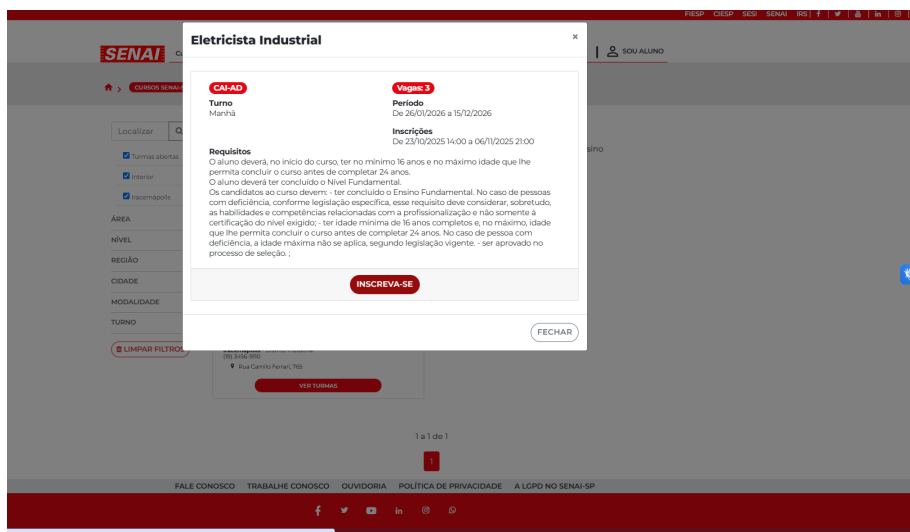 FIESP CIESP SESI SENAI IRS
SENAI
SOU ALUNO
CURSOS SENAI
Localizar
Turmas abertas
Interior
Iracemápolis
ÁREA
NÍVEL
REGIÃO
CIDADE
MODALIDADE
TURNO
LIMPAR FILTROS
Eletricista Industrial
×
CAI-AD
Vagas: 3
Turno
Manhã
Período
De 26/01/2026 a 15/12/2026
Inscrições
De 23/10/2025 14:00 a 06/11/2025 21:00
Requisitos
O aluno deverá, no início do curso, ter no mínimo 16 anos e no máximo idade que lhe
permita concluir o curso antes de completar 24 anos.
O aluno deverá ter concluído o Nível Fundamental.
Os candidatos ao curso devem: - ter concluído o Ensino Fundamental. No caso de pessoas
com deficiência, conforme legislação específica, esse requisito deve considerar, sobretudo,
as habilidades e competências relacionadas com a profissionalização e não somente à
certificação do nível exigido; - ter idade mínima de 16 anos completos e, no máximo, idade
que lhe permita concluir o curso antes de completar 24 anos. No caso de pessoa com
deficiência, a idade máxima não se aplica, segundo legislação vigente. - ser aprovado no
processo de seleção. ;
INSCREVA-SE
FECHAR
(19) 3456-9110
Rua Camilo Ferrari, 765
VER TURMAS
1 a 1 de 1
1
FALE CONOSCO TRABALHE CONOSCO OUVIDORIA POLÍTICA DE PRIVACIDADE A LGPD NO SENAI-SP